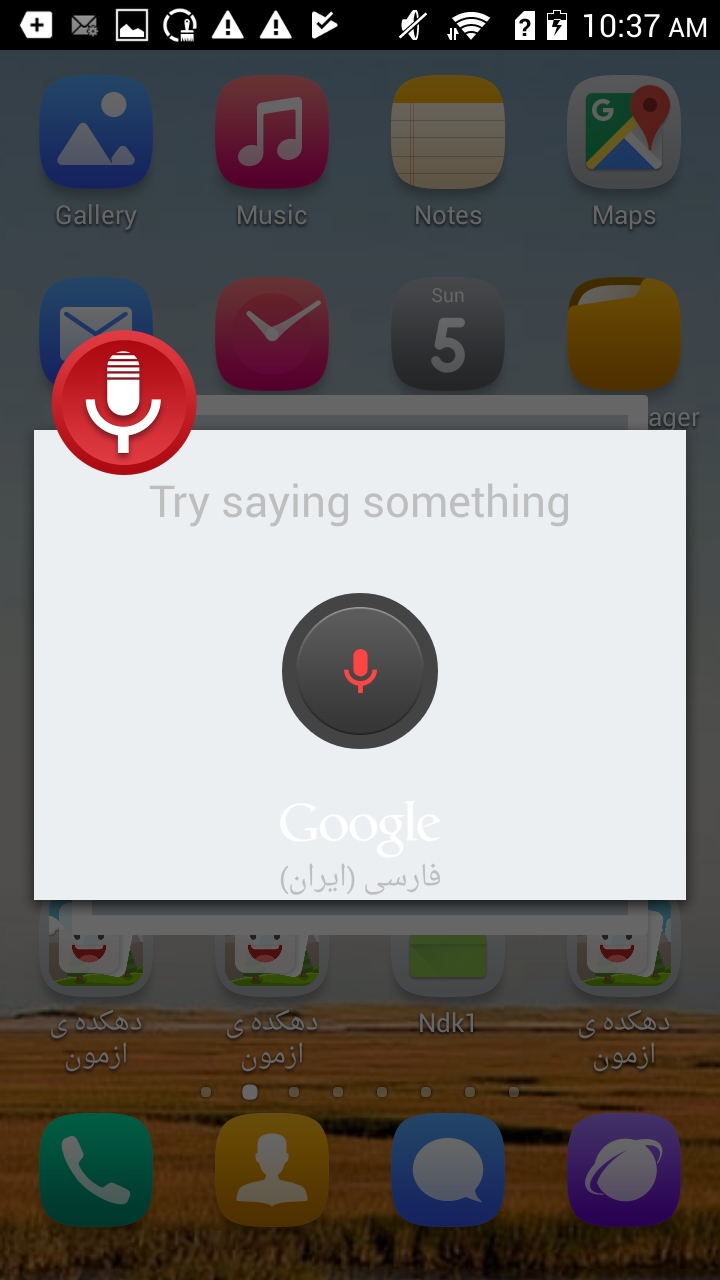 10:37 AM
Gallery
Music
Notes
Maps
G
Sun
5
ager
Try saying something
Google
فارسی (ایران)
دهکده ی
ازمون
دهکده ی
ازمون
Ndk1
دهکده ی
ازمون